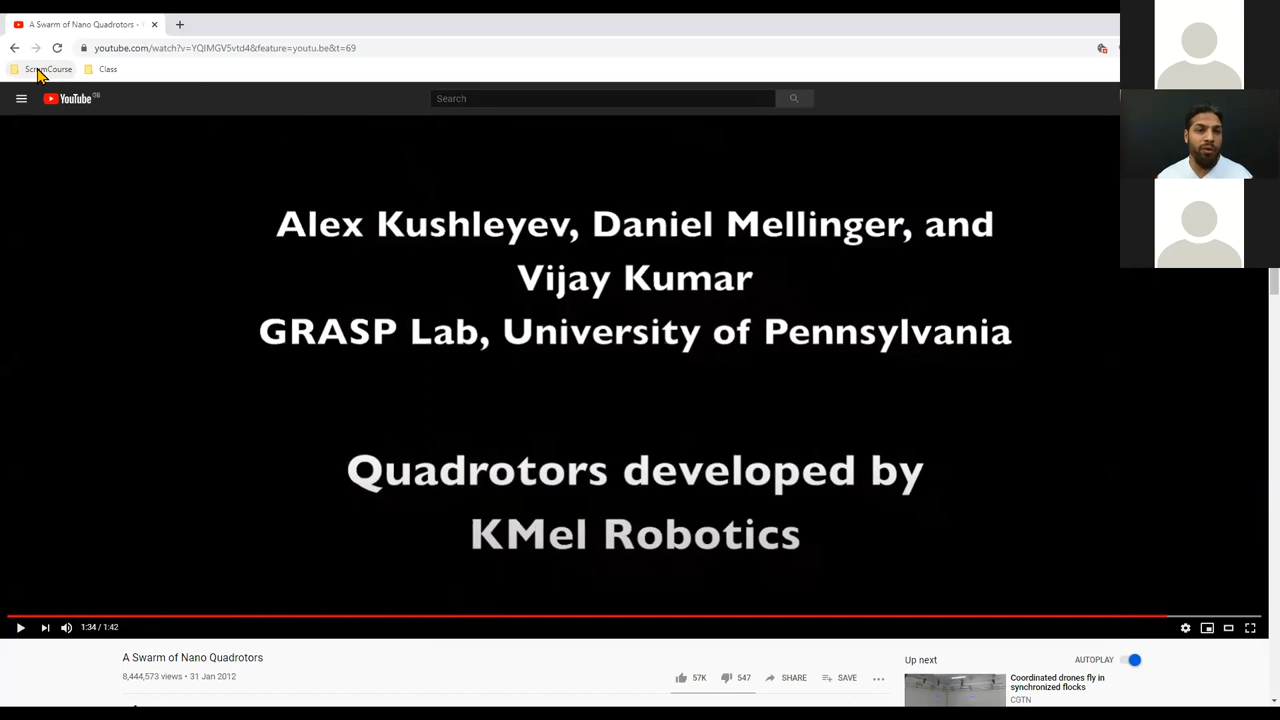 A Swarm of Nano Quadrotors -
youtube.com/watch?v=YQIMGV5vtd4&feature=youtu.be&t=69
ScrumCourse
Class
YouTube GB
Search
Alex Kushleyev, Daniel Mellinger, and
Vijay Kumar
GRASP Lab, University of Pennsylvania
Quadrotors developed by
KMel Robotics
1:34 / 1:42
A Swarm of Nano Quadrotors
8,444,573 views • 31 Jan 2012
57K
547
SHARE
SAVE
Up next
AUTOPLAY
Coordinated drones fly in
synchronized flocks
CGTN